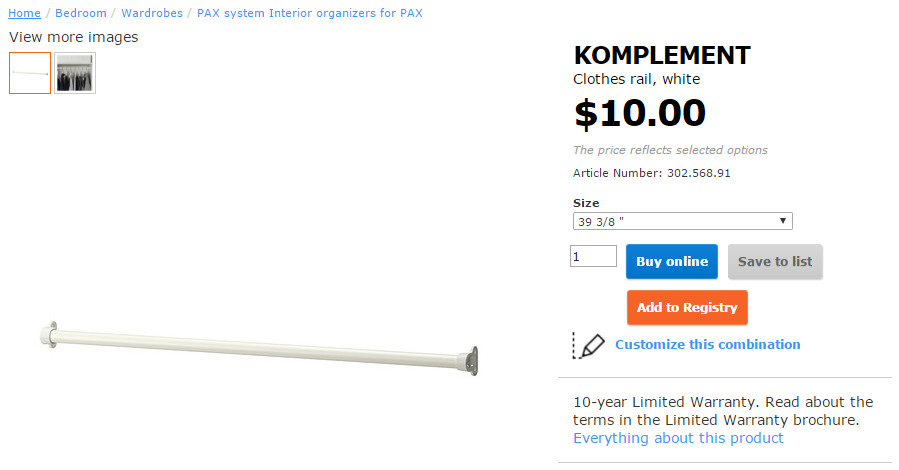 Home / Bedroom / Wardrobes / PAX system Interior organizers for PAX
View more images
KOMPLEMENT
Clothes rail, white
$10.00
The price reflects selected options
Article Number: 302.568.91
Size
39 3/8 "
1
Buy online
Save to list
Add to Registry
Customize this combination
10-year Limited Warranty. Read about the
terms in the Limited Warranty brochure.
Everything about this product